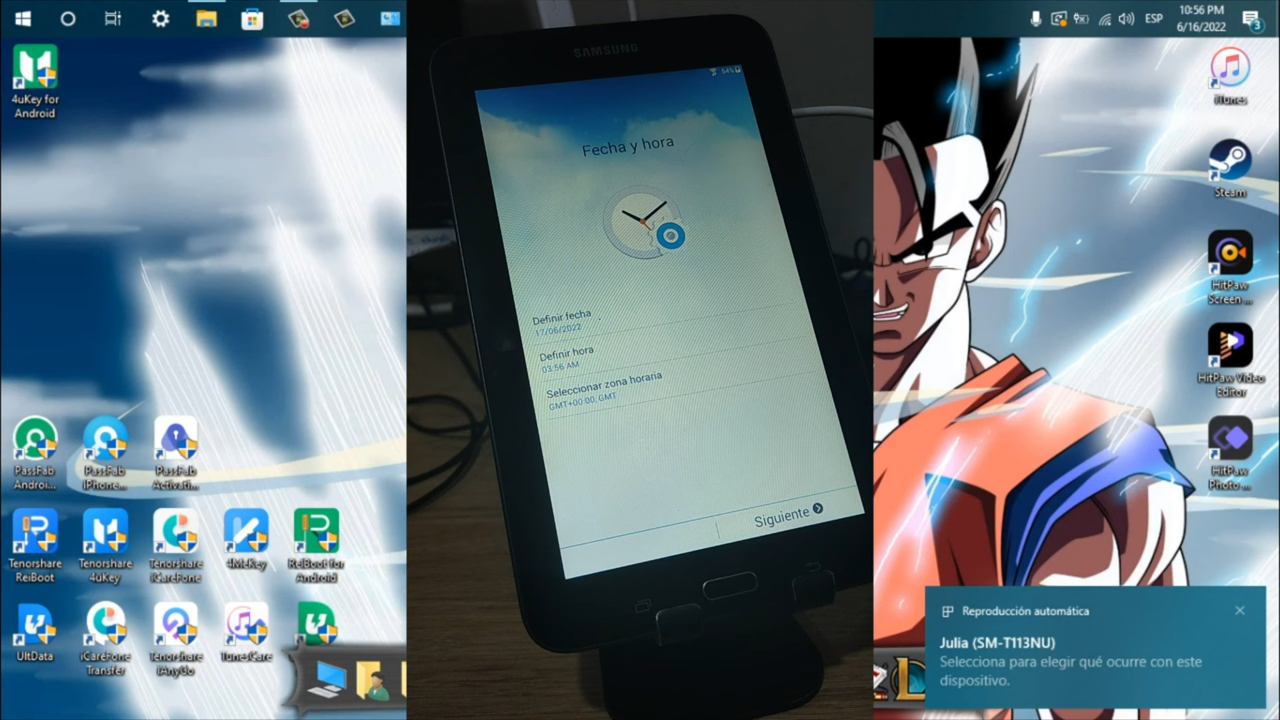 4uKey for
Android
PassFab
Androi...
PassFab
iPhone...
PassFab
Activati...
Tenorshare
ReiBoot
Tenorshare
4uKey
Tenorshare
iCareFone
4MeKey
ReiBoot for
Android
UltData
iCareFone
Transfer
Tenorshare
iAnyGo
TunesCare
SAMSUNG
54%
Fecha y hora
Definir fecha
17/06/2022
Definir hora
03:56 AM
Seleccionar zona horaria
GMT+00:00, GMT
Siguiente
ESP
10:56 PM
6/16/2022
3
iTunes
Steam
HitPaw
Screen ...
HitPaw Video
Editor
HitPaw
Photo ...
Reproducción automática
Julia (SM-T113NU)
Selecciona para elegir qué ocurre con este
dispositivo.